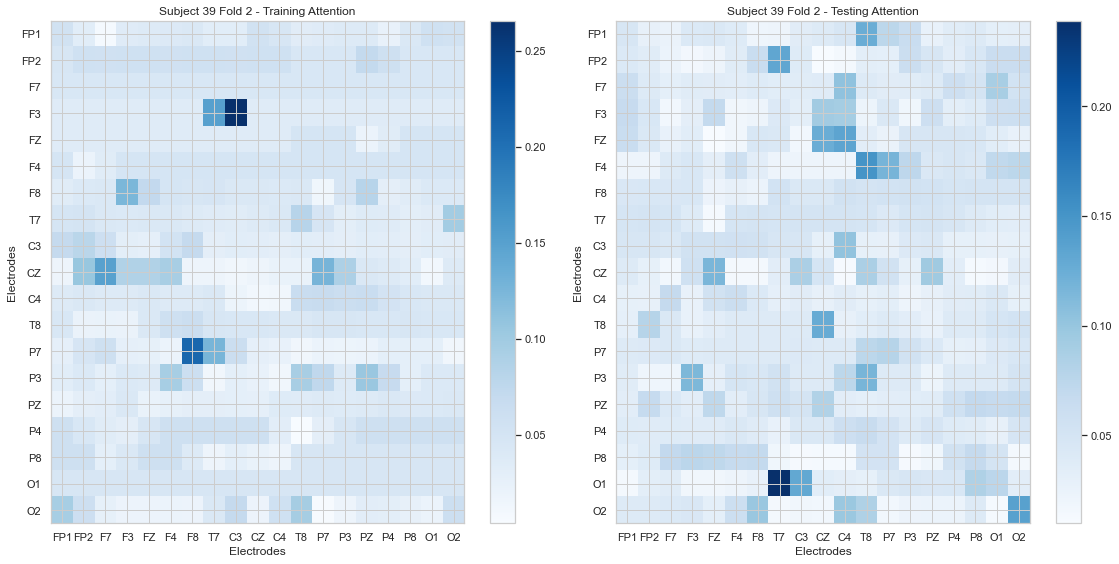 Subject 39 Fold 2 - Training Attention
FP1
FP2
F7
F3
FZ
F4
F8
T7
C3
CZ
C4
T8
P7
P3
PZ
P4
P8
O1
O2
Electrodes
FP1 FP2 F7 F3 FZ F4 F8 T7 C3 CZ C4 T8 P7 P3 PZ P4 P8 O1 O2
Electrodes
0.25
0.20
0.15
0.10
0.05
Subject 39 Fold 2 - Testing Attention
FP1
FP2
F7
F3
FZ
F4
F8
T7
C3
CZ
C4
T8
P7
P3
PZ
P4
P8
O1
O2
Electrodes
FP1 FP2 F7 F3 FZ F4 F8 T7 C3 CZ C4 T8 P7 P3 PZ P4 P8 O1 O2
Electrodes
0.20
0.15
0.10
0.05